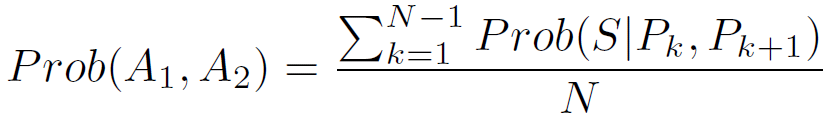 Prob(A_1, A_2) = \frac{\sum_{k=1}^{N-1} Prob(S|P_k, P_{k+1})}{N}